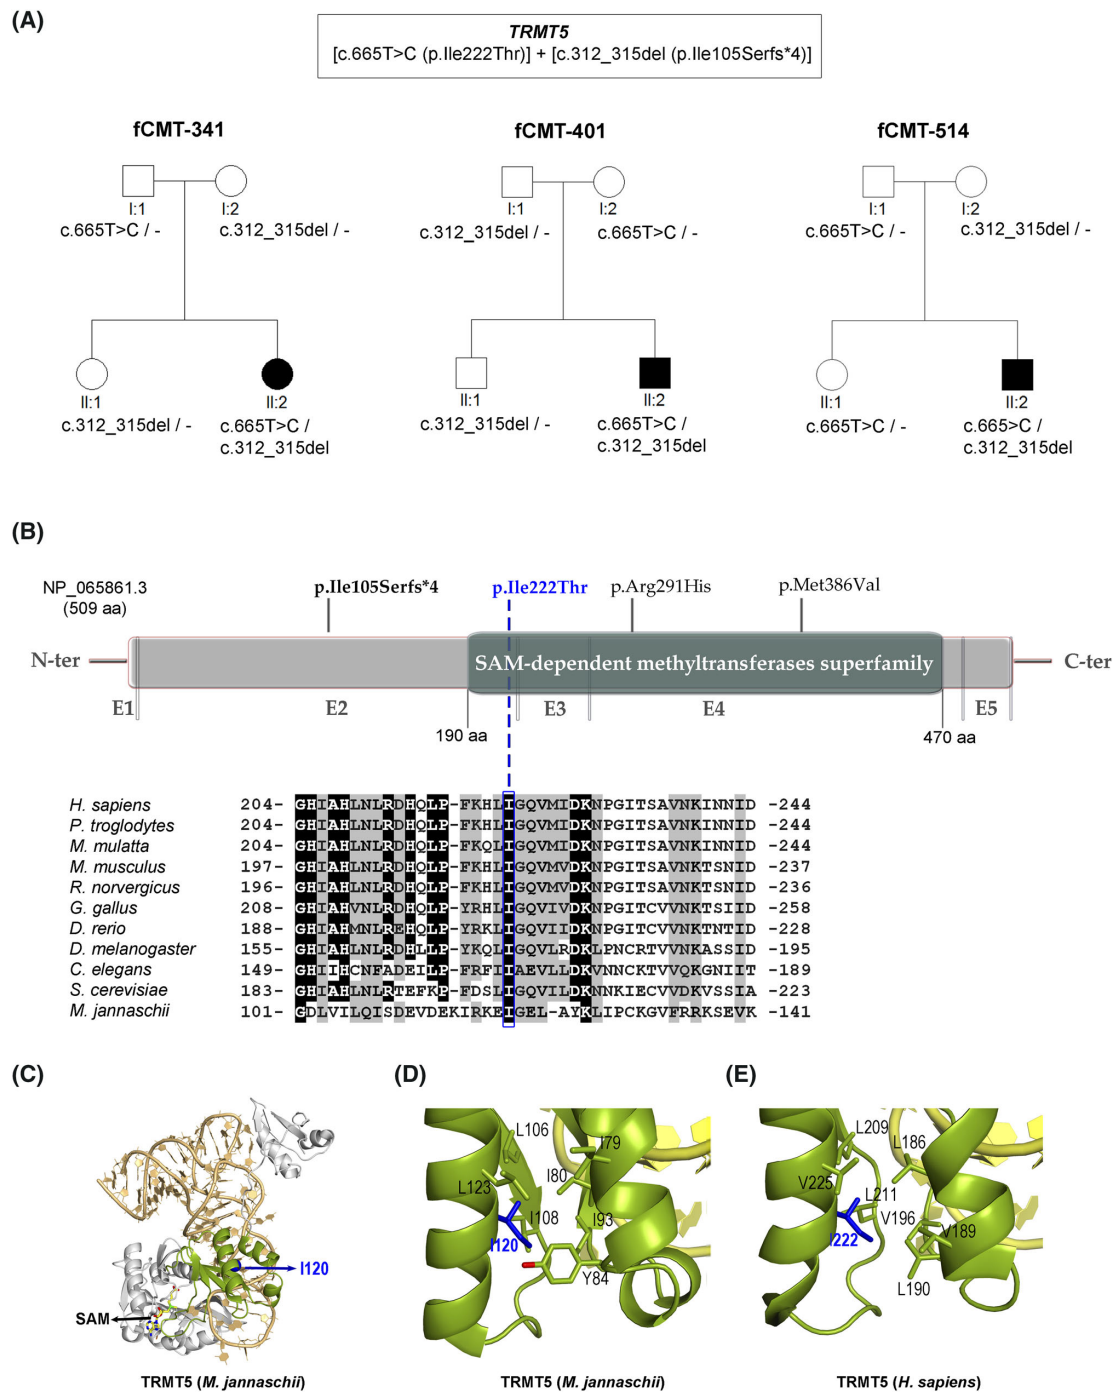 (A)
TRMT5
[c.665T>C (p.Ile222Thr)] + [c.312_315del (p.Ile105Serfs*4)]
fCMT-341
fCMT-401
fCMT-514
I:1
I:2
I:1
I:2
I:1
I:2
c.665T>C / -
c.312_315del / -
c.312_315del / -
c.665T>C / -
c.665T>C / -
c.312_315del / -
II:1
II:2
II:1
II:2
II:1
II:2
c.312_315del / -
c.665T>C /
c.312_315del
c.312_315del / -
c.665T>C /
c.312_315del
c.665T>C / -
c.665>C /
c.312_315del
(B)
NP_065861.3
(509 aa)
p.Ile105Serfs*4
p.Ile222Thr
p.Arg291His
p.Met386Val
N-ter
SAM-dependent methyltransferases superfamily
C-ter
E1
E2
E3
E4
E5
190 aa
470 aa
H. sapiens 204- GHIAHLNLRDHQLP-FKHLIGQVMIDKNPGITSAVNKINNID -244
P. troglodytes 204- GHIAHLNLRDHQLP-FKHLIGQVMIDKNPGITSAVNKINNID -244
M. mulatta 204- GHIAHLNLRDHQLP-FKQLIGQVMIDKNPGITSAVNKINNID -244
M. musculus 197- GHIAHLNLRDHQLP-FKHLIGQVMVDKNPGITSAVNKTSNID -237
R. norvergicus 196- GHIAHLNLRDHQLP-FKHLIGQVMVDKNPGITSAVNKTSNID -236
G. gallus 208- GHIAHVNLRDHQLP-YRHLIGQVIVDKNPGITCVVNKTSIID -258
D. rerio 188- GHIAHMNLREHQLP-YRKLIGQVIIDKNPGITCVVNKTNTID -228
D. melanogaster 155- GHIAHLNLRDHLLP-YKQLIGQVLRDKLPNCRTVVNKASSID -195
C. elegans 149- GHIIHCNFADEILP-FRFIIAEVLLDKVNNCKTVVQKGNIIT -189
S. cerevisiae 183- GHIAHLNLRTEFKP-FDSLIGQVILDKNNKIECVVDKVSSIA -223
M. jannaschii 101- GDLVILQISDEVDEKIRKEIGEL-AYKLIPCKGVFRRKSEVK -141
(C)
(D)
(E)
I120
SAM
TRMT5 (M. jannaschii)
L106
I79
I80
L123
I108
I93
I120
Y84
TRMT5 (M. jannaschii)
L209
L186
V225
L211
V196
V189
I222
L190
TRMT5 (H. sapiens)